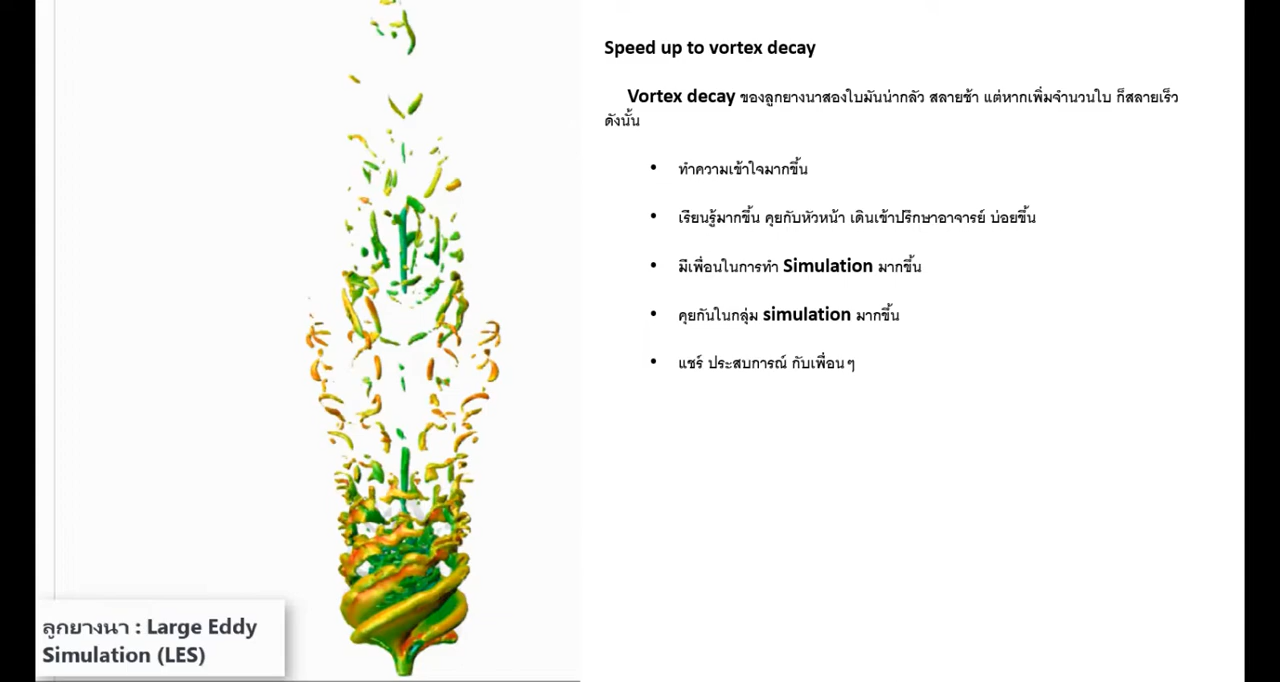 Speed up to vortex decay
Vortex decay ของลูกยางนาสองใบมันน่ากลัว สลายช้า แต่หากเพิ่มจำนวนใบ ก็สลายเร็ว
ดังนั้น
• ทำความเข้าใจมากขึ้น
• เรียนรู้มากขึ้น คุยกับหัวหน้า เดินเข้าปรึกษาอาจารย์ บ่อยขึ้น
• มีเพื่อนในการทำ Simulation มากขึ้น
• คุยกันในกลุ่ม simulation มากขึ้น
• แชร์ ประสบการณ์ กับเพื่อนๆ
ลูกยางนา : Large Eddy
Simulation (LES)